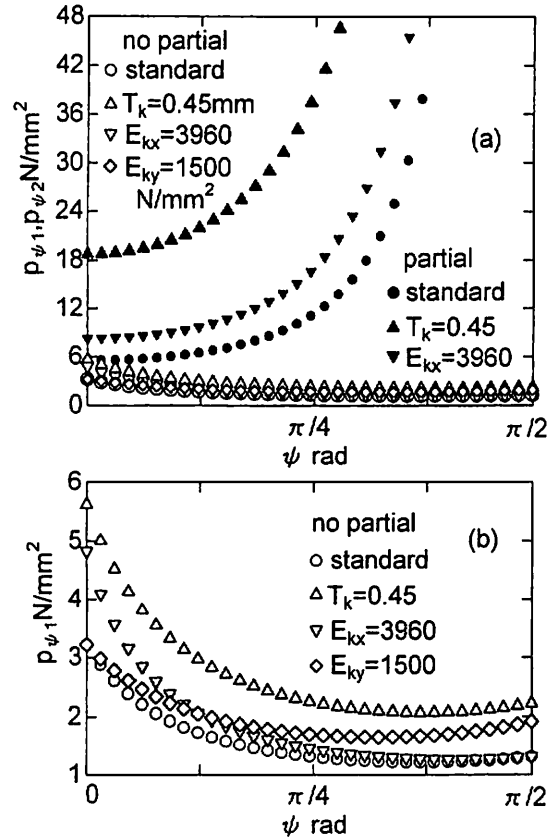 48
42
36
30
24
18
12
6
0
p_ψ1,p_ψ2 N/mm²
no partial
○ standard
△ T_k=0.45mm
▽ E_kx=3960
◇ E_ky=1500
N/mm²
(a)
partial
● standard
▲ T_k=0.45
▼ E_kx=3960
π/4
π/2
ψ rad
6
5
4
3
2
1
p_ψ1 N/mm²
no partial
(b)
○ standard
△ T_k=0.45
▽ E_kx=3960
◇ E_ky=1500
0
π/4
π/2
ψ rad